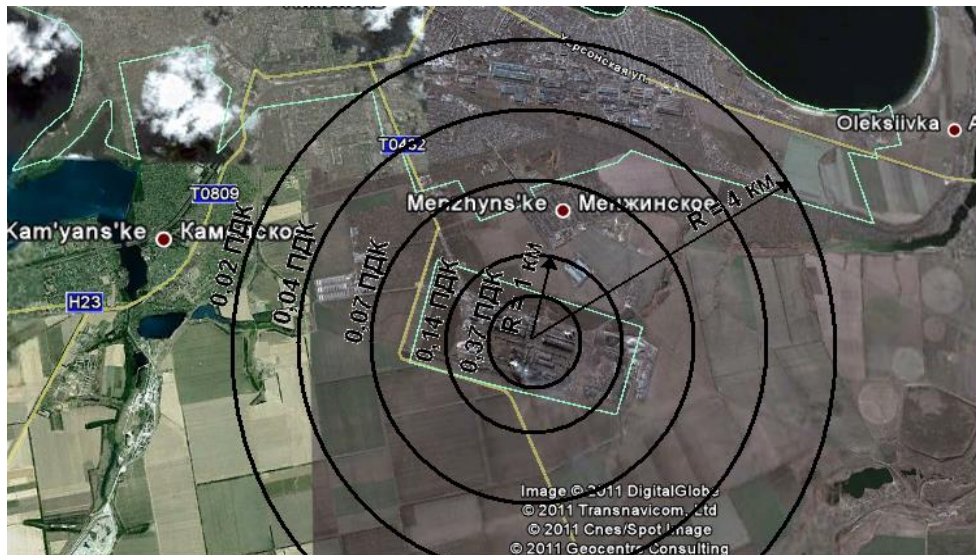 Херсонская ул.
T0432
Oleksiivka
T0809
R = 4 км
Menzhyns'ke Менжинское
Kam'yans'ke Каменское
0,02 ПДК
0,04 ПДК
0,07 ПДК
0,14 ПДК
0,37 ПДК
R = 1 км
H23
Image © 2011 DigitalGlobe
© 2011 Transnavicom, Ltd
© 2011 Cnes/Spot Image
© 2011 Geocentre Consulting